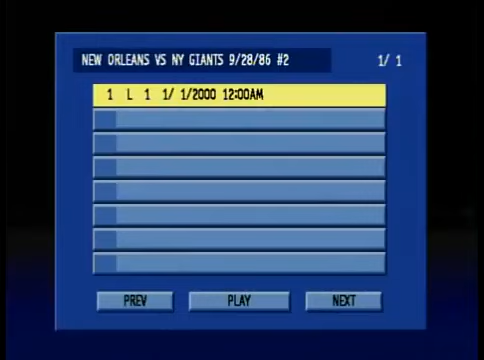 NEW ORLEANS VS NY GIANTS 9/28/86 #2 1/ 1
1 L 1 1/ 1/2000 12:00AM
PREV PLAY NEXT